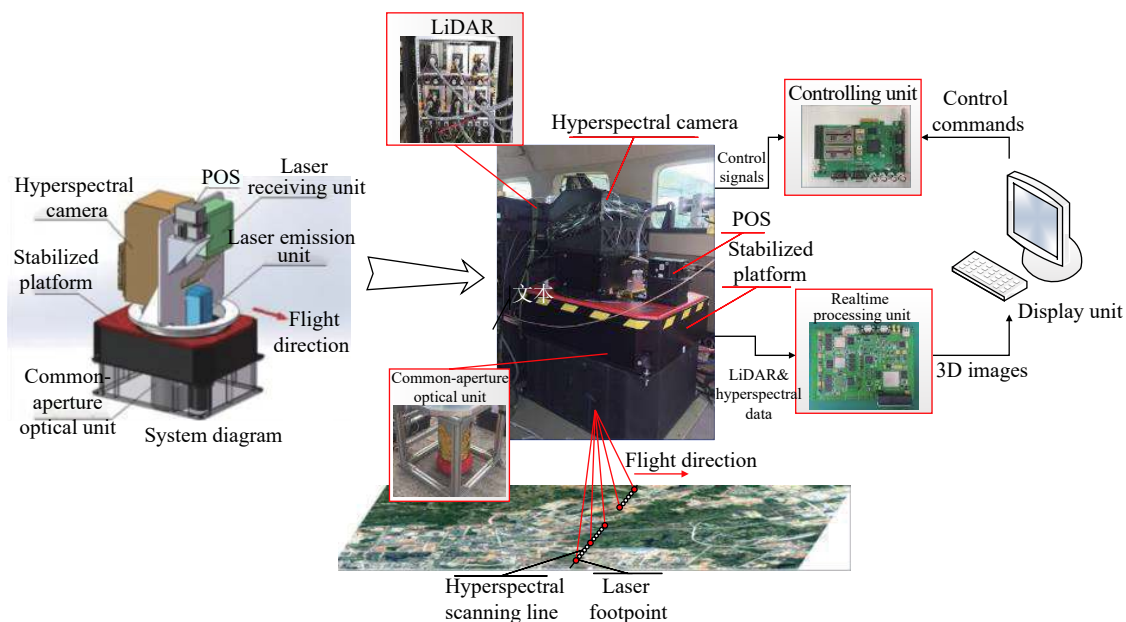 LiDAR
Hyperspectral camera
Controlling unit
Control
commands
Control
signals
POS
Laser
receiving unit
Hyperspectral
camera
Laser emission
unit
Stabilized
platform
Flight
direction
Common-
aperture
optical unit
System diagram
文本
POS
Stabilized
platform
Realtime
processing unit
Display unit
3D images
LiDAR&
hyperspectral
data
Common-aperture
optical unit
Flight direction
Hyperspectral
scanning line
Laser
footpoint